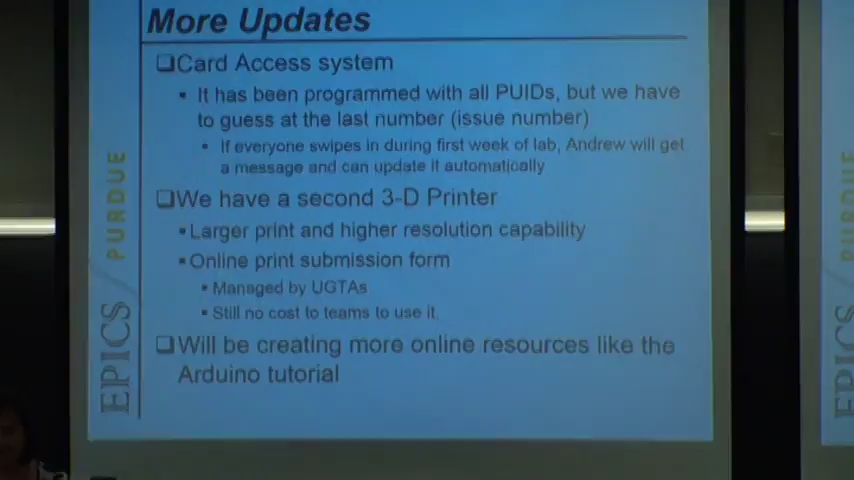 More Updates
❑Card Access system
▪ It has been programmed with all PUIDs, but we have
to guess at the last number (issue number)
▪ If everyone swipes in during first week of lab, Andrew will get
a message and can update it automatically
❑We have a second 3-D Printer
▪Larger print and higher resolution capability
▪Online print submission form
▪ Managed by UGTAs
▪ Still no cost to teams to use it.
❑Will be creating more online resources like the
Arduino tutorial
EPICS / PURDUE
EPICS / PURDUE